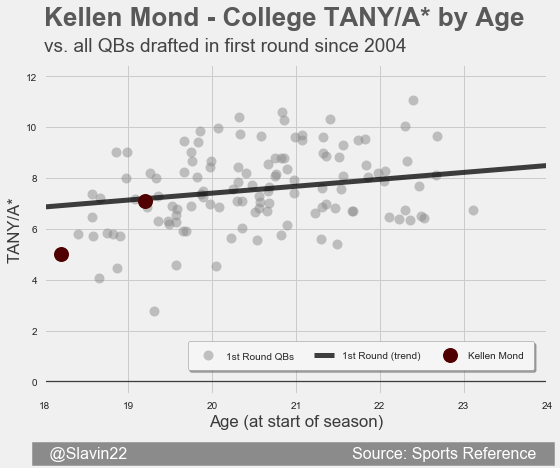 Kellen Mond - College TANY/A* by Age
vs. all QBs drafted in first round since 2004
TANY/A*
12
10
8
6
4
2
0
1st Round QBs
1st Round (trend)
Kellen Mond
18
19
20
21
22
23
24
Age (at start of season)
@Slavin22
Source: Sports Reference